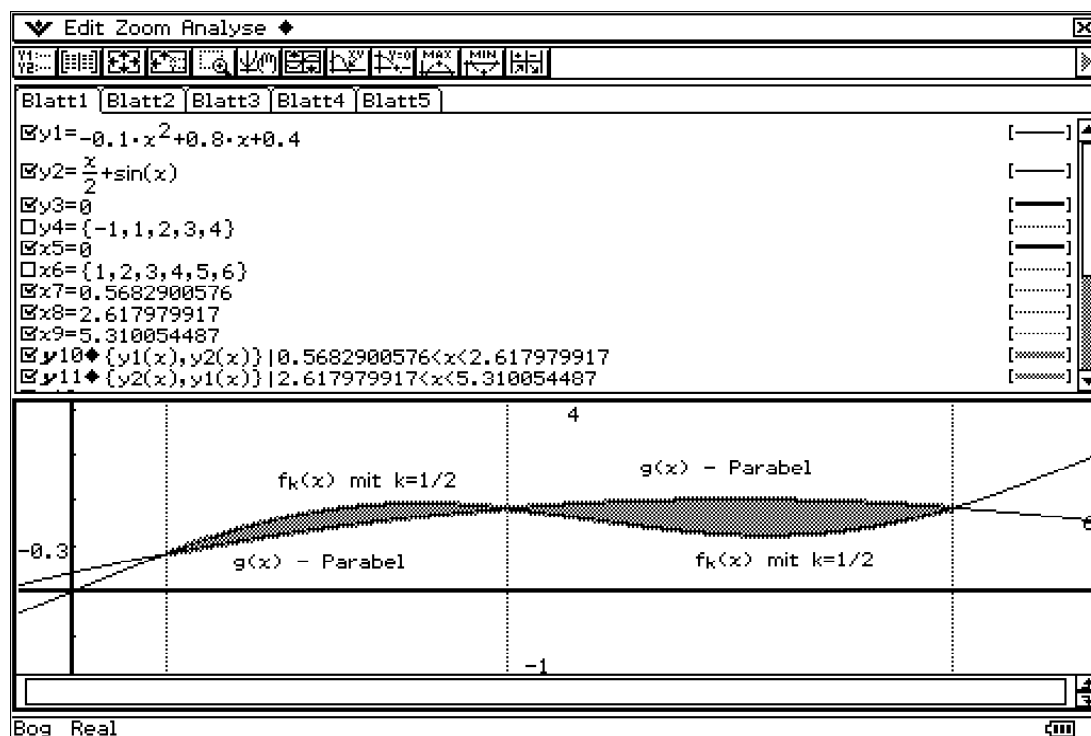 Edit Zoom Analyse ◆
Blatt1 Blatt2 Blatt3 Blatt4 Blatt5
y1=-0.1·x²+0.8·x+0.4 [——]
y2=x/2+sin(x) [——]
y3=0 [——]
y4={-1,1,2,3,4} [········]
x5=0 [——]
x6={1,2,3,4,5,6} [········]
x7=0.5682900576 [········]
x8=2.617979917 [········]
x9=5.310054487 [········]
y10◆{y1(x),y2(x)}|0.5682900576<x<2.617979917
y11◆{y2(x),y1(x)}|2.617979917<x<5.310054487
4
g(x) - Parabel
fk(x) mit k=1/2
-0.3
g(x) - Parabel
fk(x) mit k=1/2
-1
Bog Real